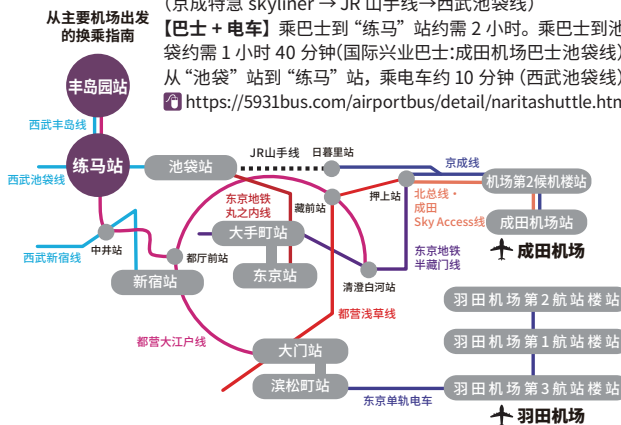 从主要机场出发
的换乘指南
(京成特急 skyliner → JR 山手线→西武池袋线)
【巴士 + 电车】乘巴士到 “练马” 站约需 2 小时。乘巴士到池
袋约需 1 小时 40 分钟(国际兴业巴士:成田机场巴士池袋线)
从 “池袋” 站到 “练马” 站，乘电车约 10 分钟 (西武池袋线)
https://5931bus.com/airportbus/detail/naritashuttle.htm
丰岛园站
西武丰岛线
练马站
西武池袋线
池袋站
JR山手线
日暮里站
京成线
机场第2候机楼站
押上站
北总线・
成田
Sky Access线
成田机场站
成田机场
东京地铁
丸之内线
藏前站
大手町站
东京站
东京地铁
半藏门线
清澄白河站
中井站
西武新宿线
都厅前站
新宿站
都营浅草线
都营大江户线
大门站
滨松町站
东京单轨电车
羽田机场第2航站楼站
羽田机场第1航站楼站
羽田机场第3航站楼站
羽田机场